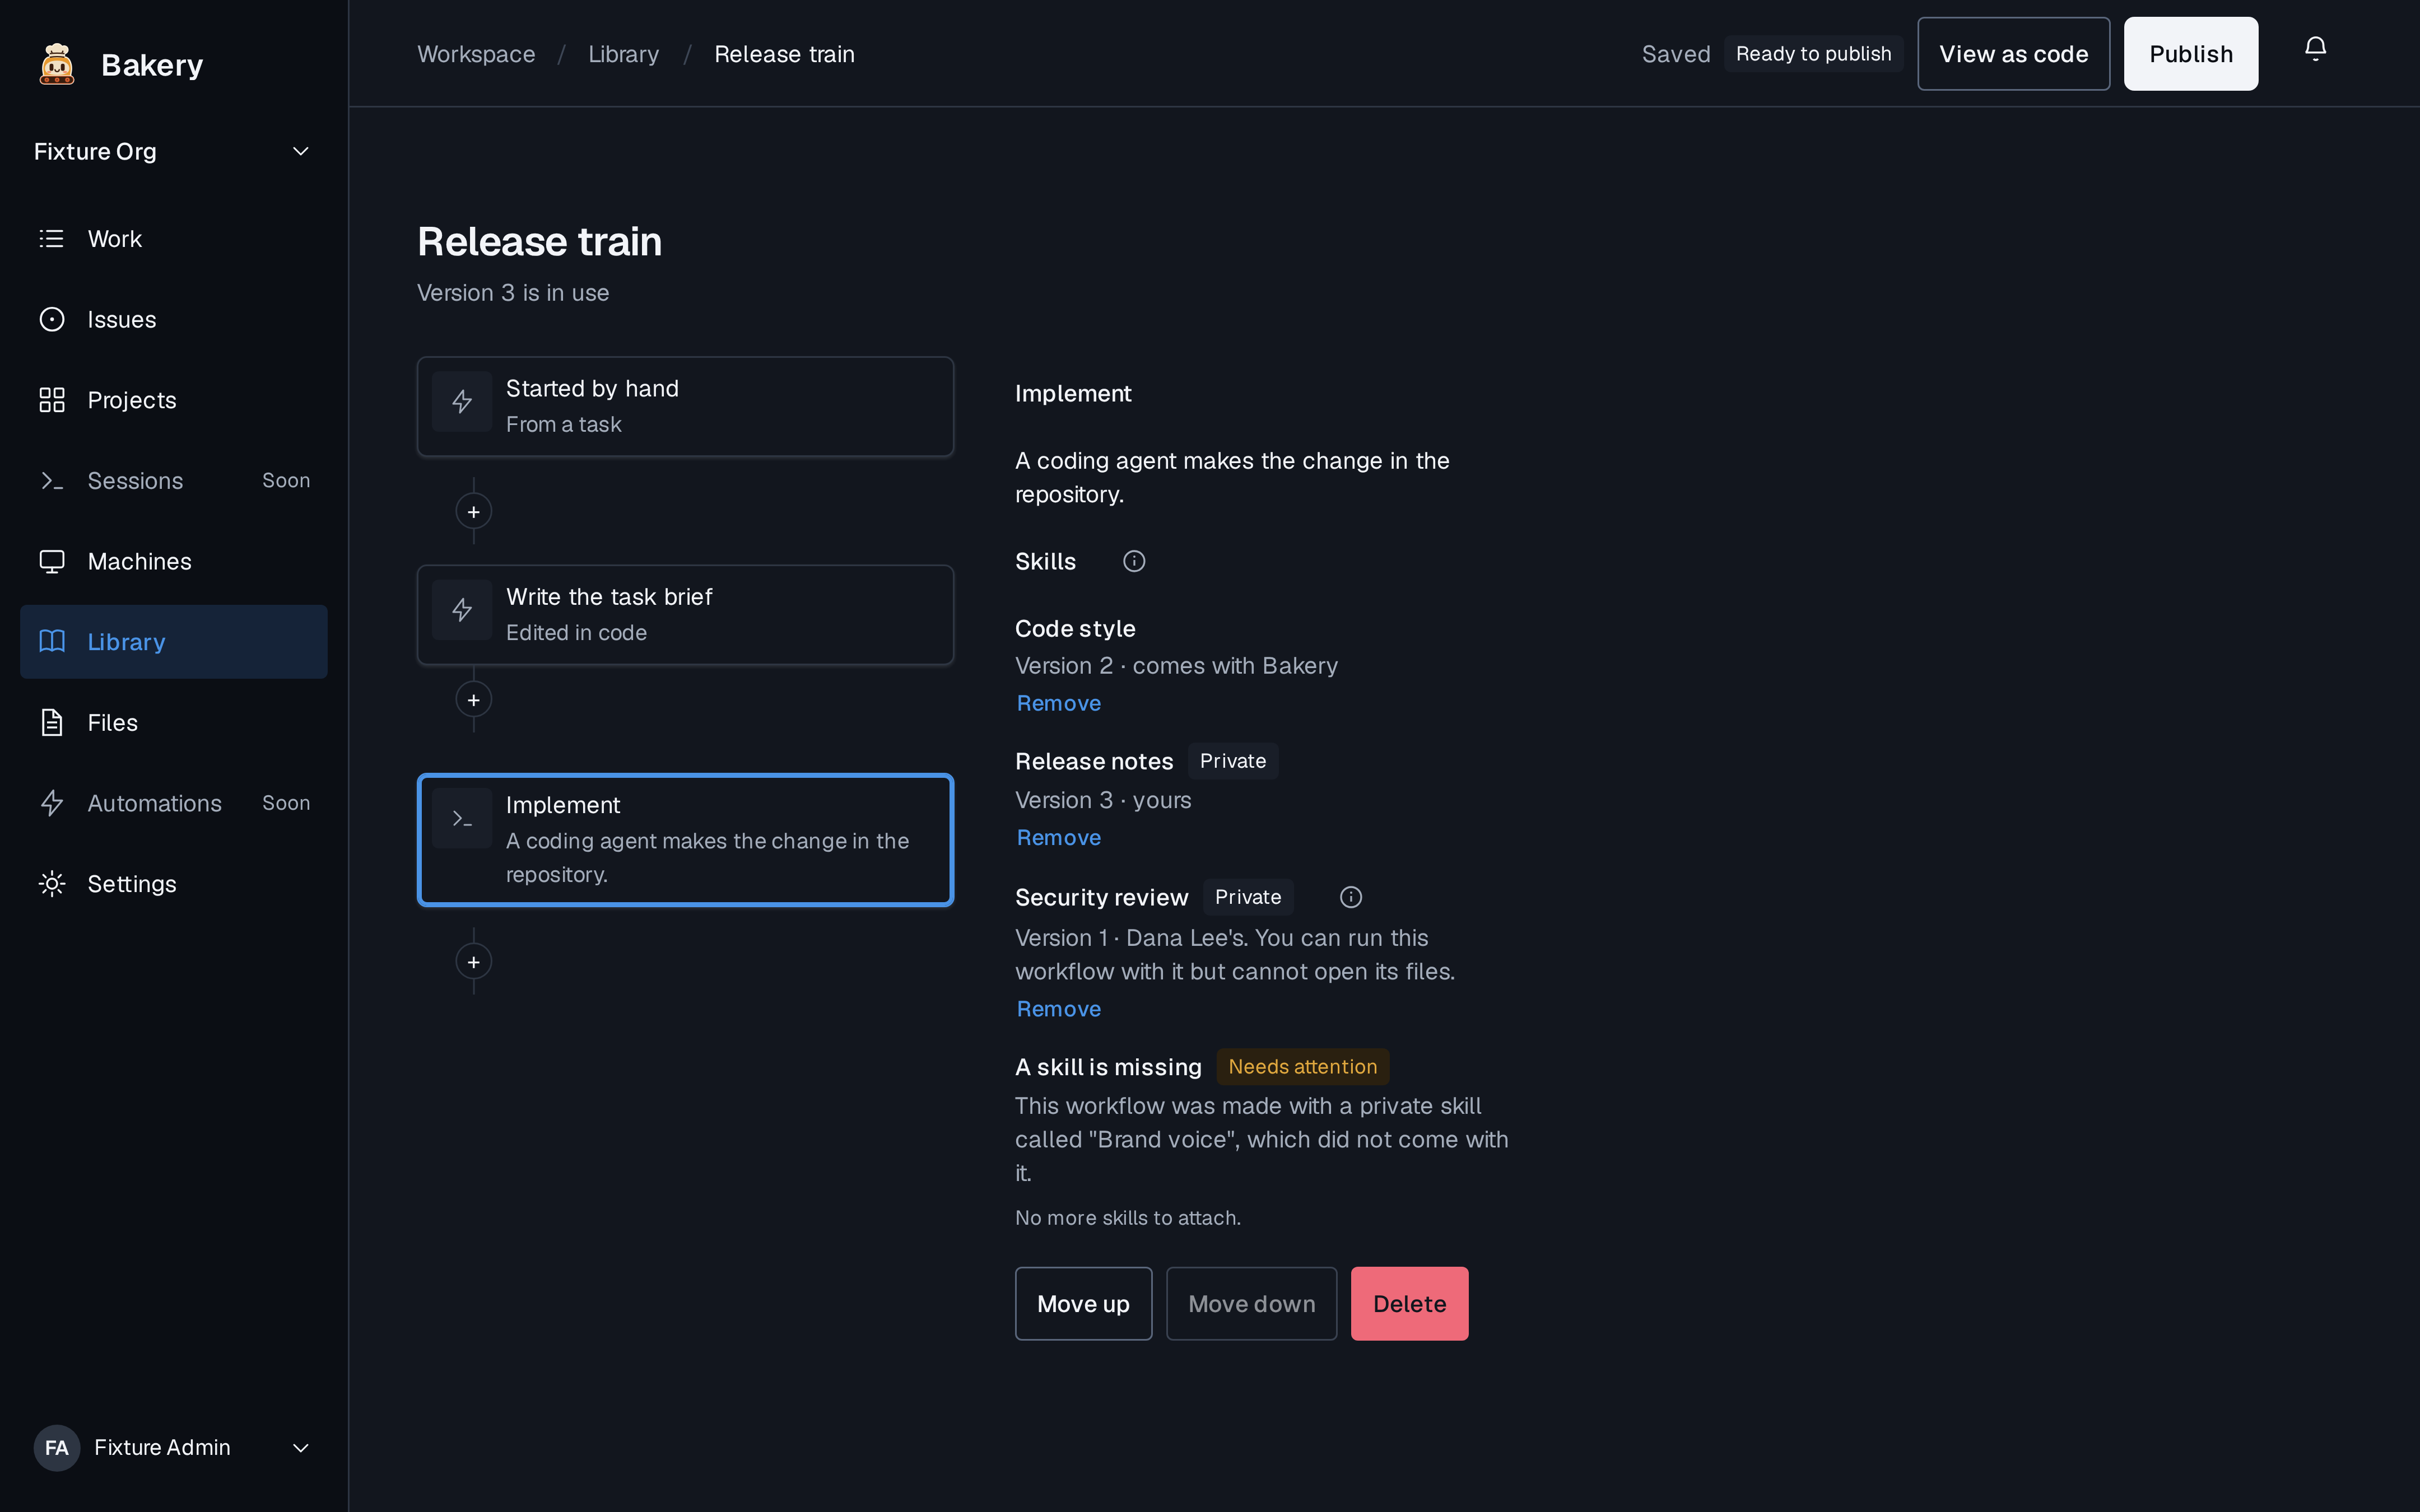 Bakery
Fixture Org
Work
Issues
Projects
Sessions Soon
Machines
Library
Files
Automations Soon
Settings
FA Fixture Admin
Workspace / Library / Release train
Saved Ready to publish View as code Publish
Release train
Version 3 is in use
Started by hand
From a task
+
Write the task brief
Edited in code
+
Implement
A coding agent makes the change in the
repository.
+
Implement
A coding agent makes the change in the
repository.
Skills
Code style
Version 2 · comes with Bakery
Remove
Release notes Private
Version 3 · yours
Remove
Security review Private
Version 1 · Dana Lee's. You can run this
workflow with it but cannot open its files.
Remove
A skill is missing Needs attention
This workflow was made with a private skill
called "Brand voice", which did not come with
it.
No more skills to attach.
Move up Move down Delete